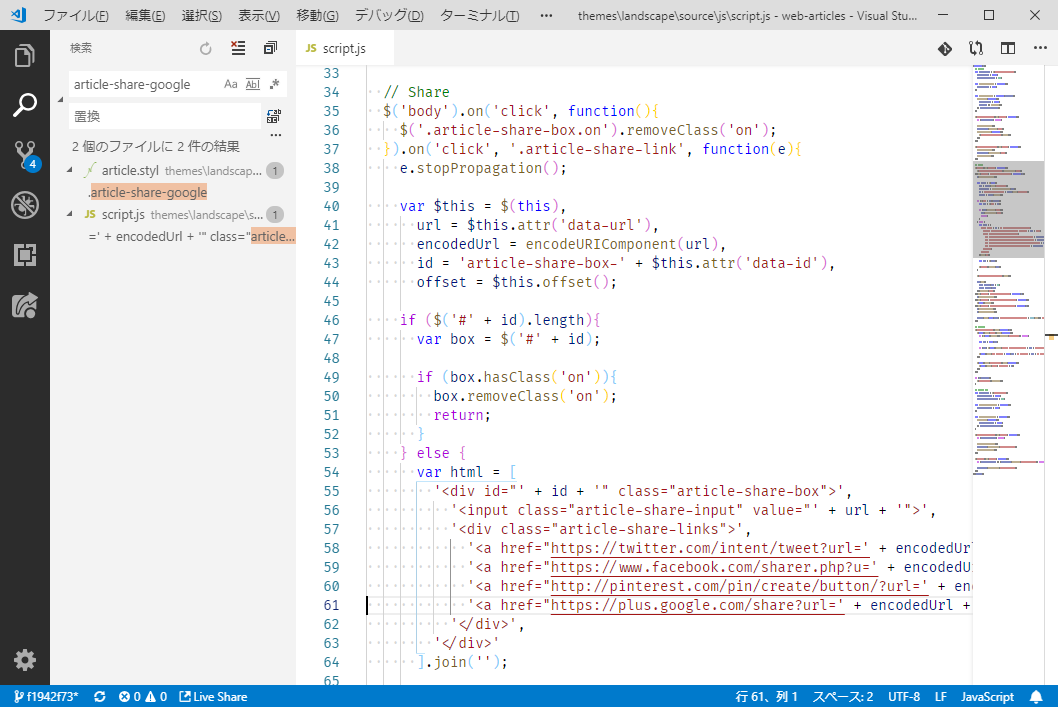 ファイル(F) 編集(E) 選択(S) 表示(V) 移動(G) デバッグ(D) ターミナル(T) ··· themes\landscape\source\js\script.js - web-articles - Visual Stu...
検索
article-share-google Aa Abl .*
置換
···
2 個のファイルに 2 件の結果
article.styl themes\landscap... 1
.article-share-google
JS script.js themes\landscape\s... 1
=' + encodedUrl + '" class="article...
4
JS script.js
33
34 // Share
35 $('body').on('click', function(){
36 $('.article-share-box.on').removeClass('on');
37 }).on('click', '.article-share-link', function(e){
38 e.stopPropagation();
39
40 var $this = $(this),
41 url = $this.attr('data-url'),
42 encodedUrl = encodeURIComponent(url),
43 id = 'article-share-box-' + $this.attr('data-id'),
44 offset = $this.offset();
45
46 if ($('#' + id).length){
47 var box = $('#' + id);
48
49 if (box.hasClass('on')){
50 box.removeClass('on');
51 return;
52 }
53 } else {
54 var html = [
55 '<div id="' + id + '" class="article-share-box">',
56 '<input class="article-share-input" value="' + url + '">',
57 '<div class="article-share-links">',
58 '<a href="https://twitter.com/intent/tweet?url=' + encodedUr
59 '<a href="https://www.facebook.com/sharer.php?u=' + encodedU
60 '<a href="http://pinterest.com/pin/create/button/?url=' + en
61 '<a href="https://plus.google.com/share?url=' + encodedUrl +
62 '</div>',
63 '</div>'
64 ].join('');
65
f1942f73* 0 0 Live Share 行 61、列 1 スペース: 2 UTF-8 LF JavaScript